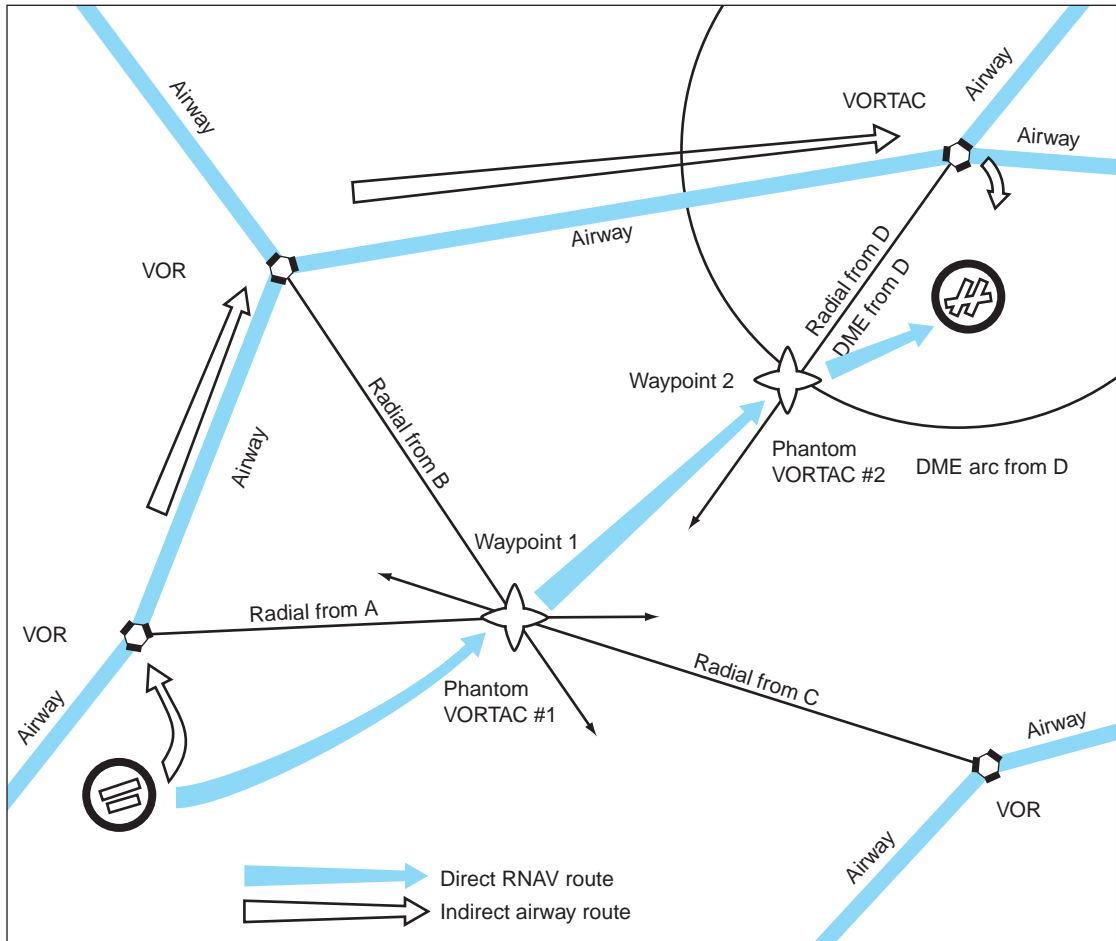 Airway
VORTAC
Airway
Airway
Airway
VOR
Radial from D
DME from D
Waypoint 2
Radial from B
Airway
Phantom
VORTAC #2
DME arc from D
Waypoint 1
Radial from A
VOR
Radial from C
Phantom
VORTAC #1
Airway
Airway
VOR
Airway
Direct RNAV route
Indirect airway route